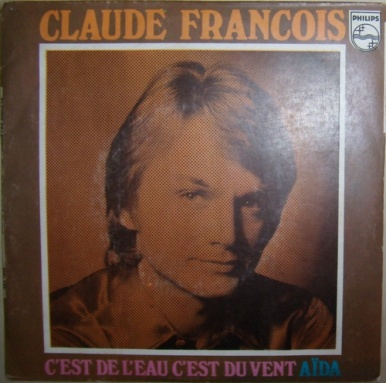 CLAUDE FRANCOIS
PHILIPS
C'EST DE L'EAU C'EST DU VENT AÏDA